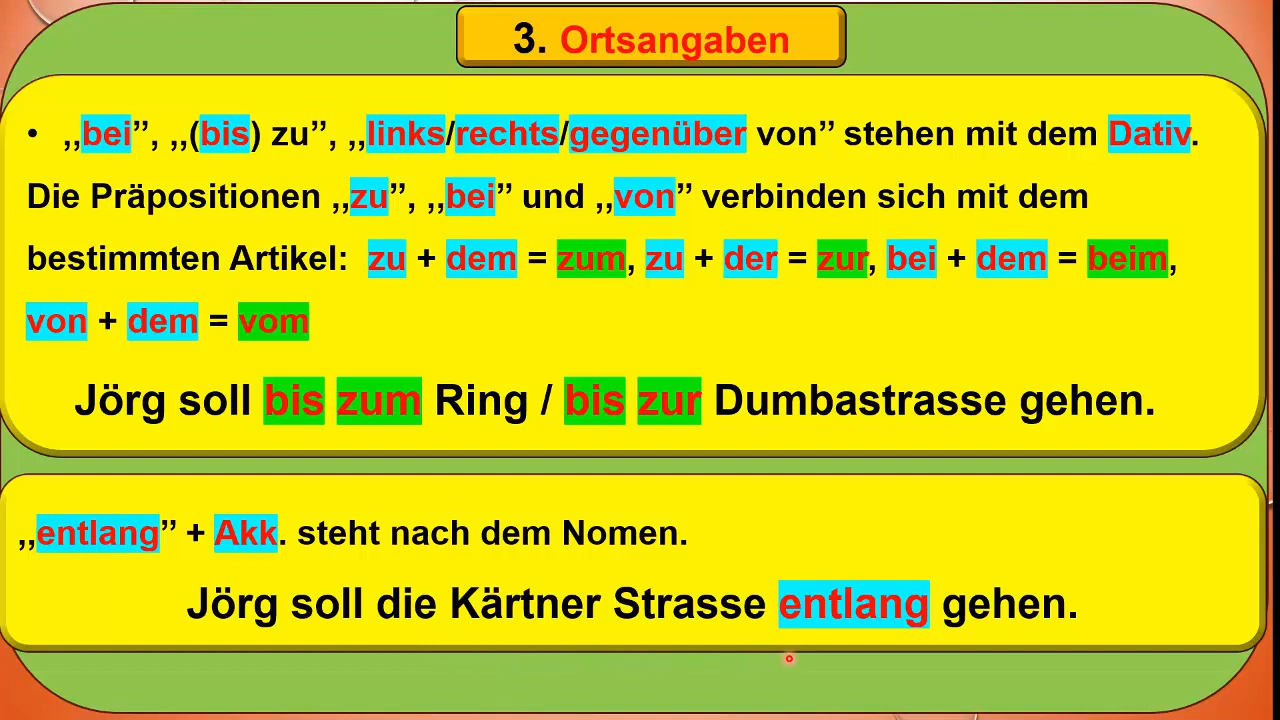 3. Ortsangaben
• ,,bei”, ,,(bis) zu”, ,,links/rechts/gegenüber von” stehen mit dem Dativ.
Die Präpositionen ,,zu”, ,,bei” und ,,von” verbinden sich mit dem
bestimmten Artikel: zu + dem = zum, zu + der = zur, bei + dem = beim,
von + dem = vom
Jörg soll bis zum Ring / bis zur Dumbastrasse gehen.
,,entlang” + Akk. steht nach dem Nomen.
Jörg soll die Kärtner Strasse entlang gehen.